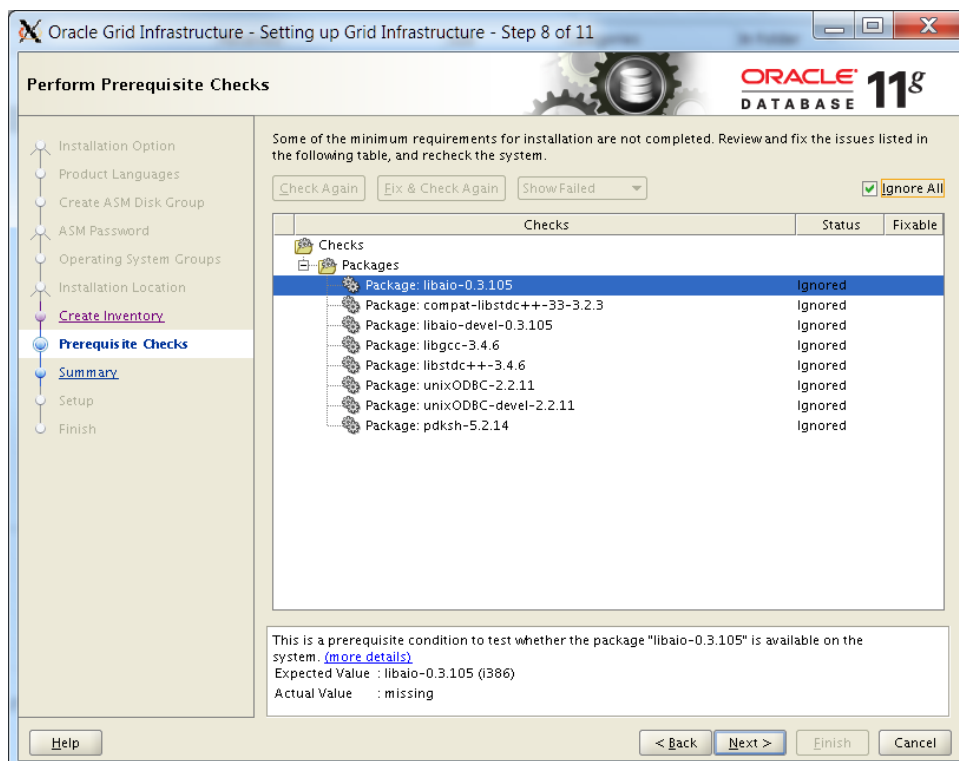 Oracle Grid Infrastructure - Setting up Grid Infrastructure - Step 8 of 11
Perform Prerequisite Checks
ORACLE
DATABASE
11g
Installation Option
Product Languages
Create ASM Disk Group
ASM Password
Operating System Groups
Installation Location
Create Inventory
Prerequisite Checks
Summary
Setup
Finish
Some of the minimum requirements for installation are not completed. Review and fix the issues listed in
the following table, and recheck the system.
Check Again Fix & Check Again Show Failed Ignore All
Checks Status Fixable
Checks
Packages
Package: libaio-0.3.105 Ignored
Package: compat-libstdc++-33-3.2.3 Ignored
Package: libaio-devel-0.3.105 Ignored
Package: libgcc-3.4.6 Ignored
Package: libstdc++-3.4.6 Ignored
Package: unixODBC-2.2.11 Ignored
Package: unixODBC-devel-2.2.11 Ignored
Package: pdksh-5.2.14 Ignored
This is a prerequisite condition to test whether the package "libaio-0.3.105" is available on the
system. (more details)
Expected Value : libaio-0.3.105 (i386)
Actual Value : missing
Help < Back Next > Finish Cancel